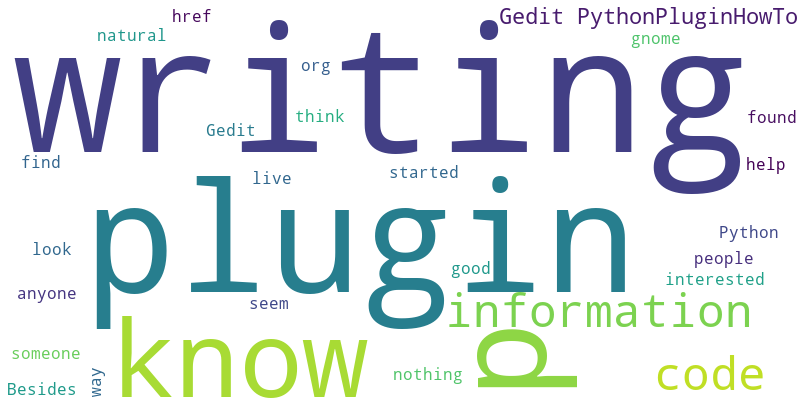 href
Gedit PythonPluginHowTo
natural
gnome
writing
org
think
found
Gedit
find
help
live
started
plugin
Python
look
people
good
interested
anyone
seem
information
know
p
someone
code
nothing
way
Besides